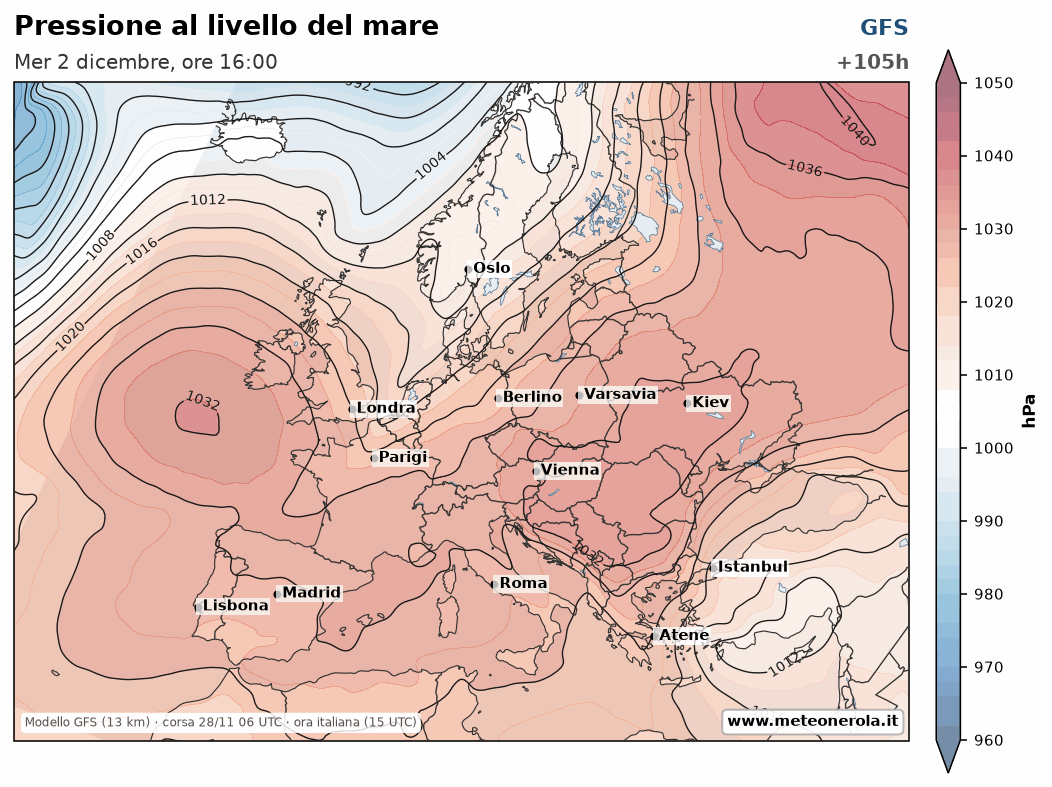 Pressione al livello del mare
GFS
Mer 2 dicembre, ore 16:00
+105h
1050
1040
1036
1040
1004
1012
1008
1016
1030
Oslo
1020
1020
1032
Londra
Berlino
Varsavia
Kiev
1010
hPa
Parigi
Vienna
1000
990
1032
Istanbul
Roma
980
Madrid
Lisbona
Atene
1012
970
Modello GFS (13 km) · corsa 28/11 06 UTC · ora italiana (15 UTC)
www.meteonerola.it
960